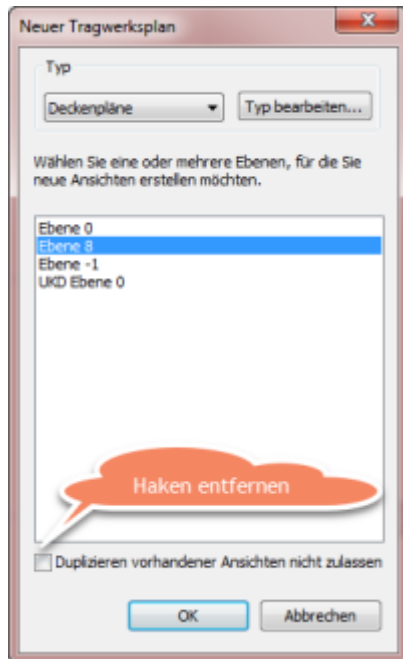 Neuer Tragwerksplan
Typ
Deckenpläne
Typ bearbeiten...
Wählen Sie eine oder mehrere Ebenen, für die Sie
neue Ansichten erstellen möchten.
Ebene 0
Ebene 8
Ebene -1
UKD Ebene 0
Haken entfernen
Duplizieren vorhandener Ansichten nicht zulassen
OK
Abbrechen